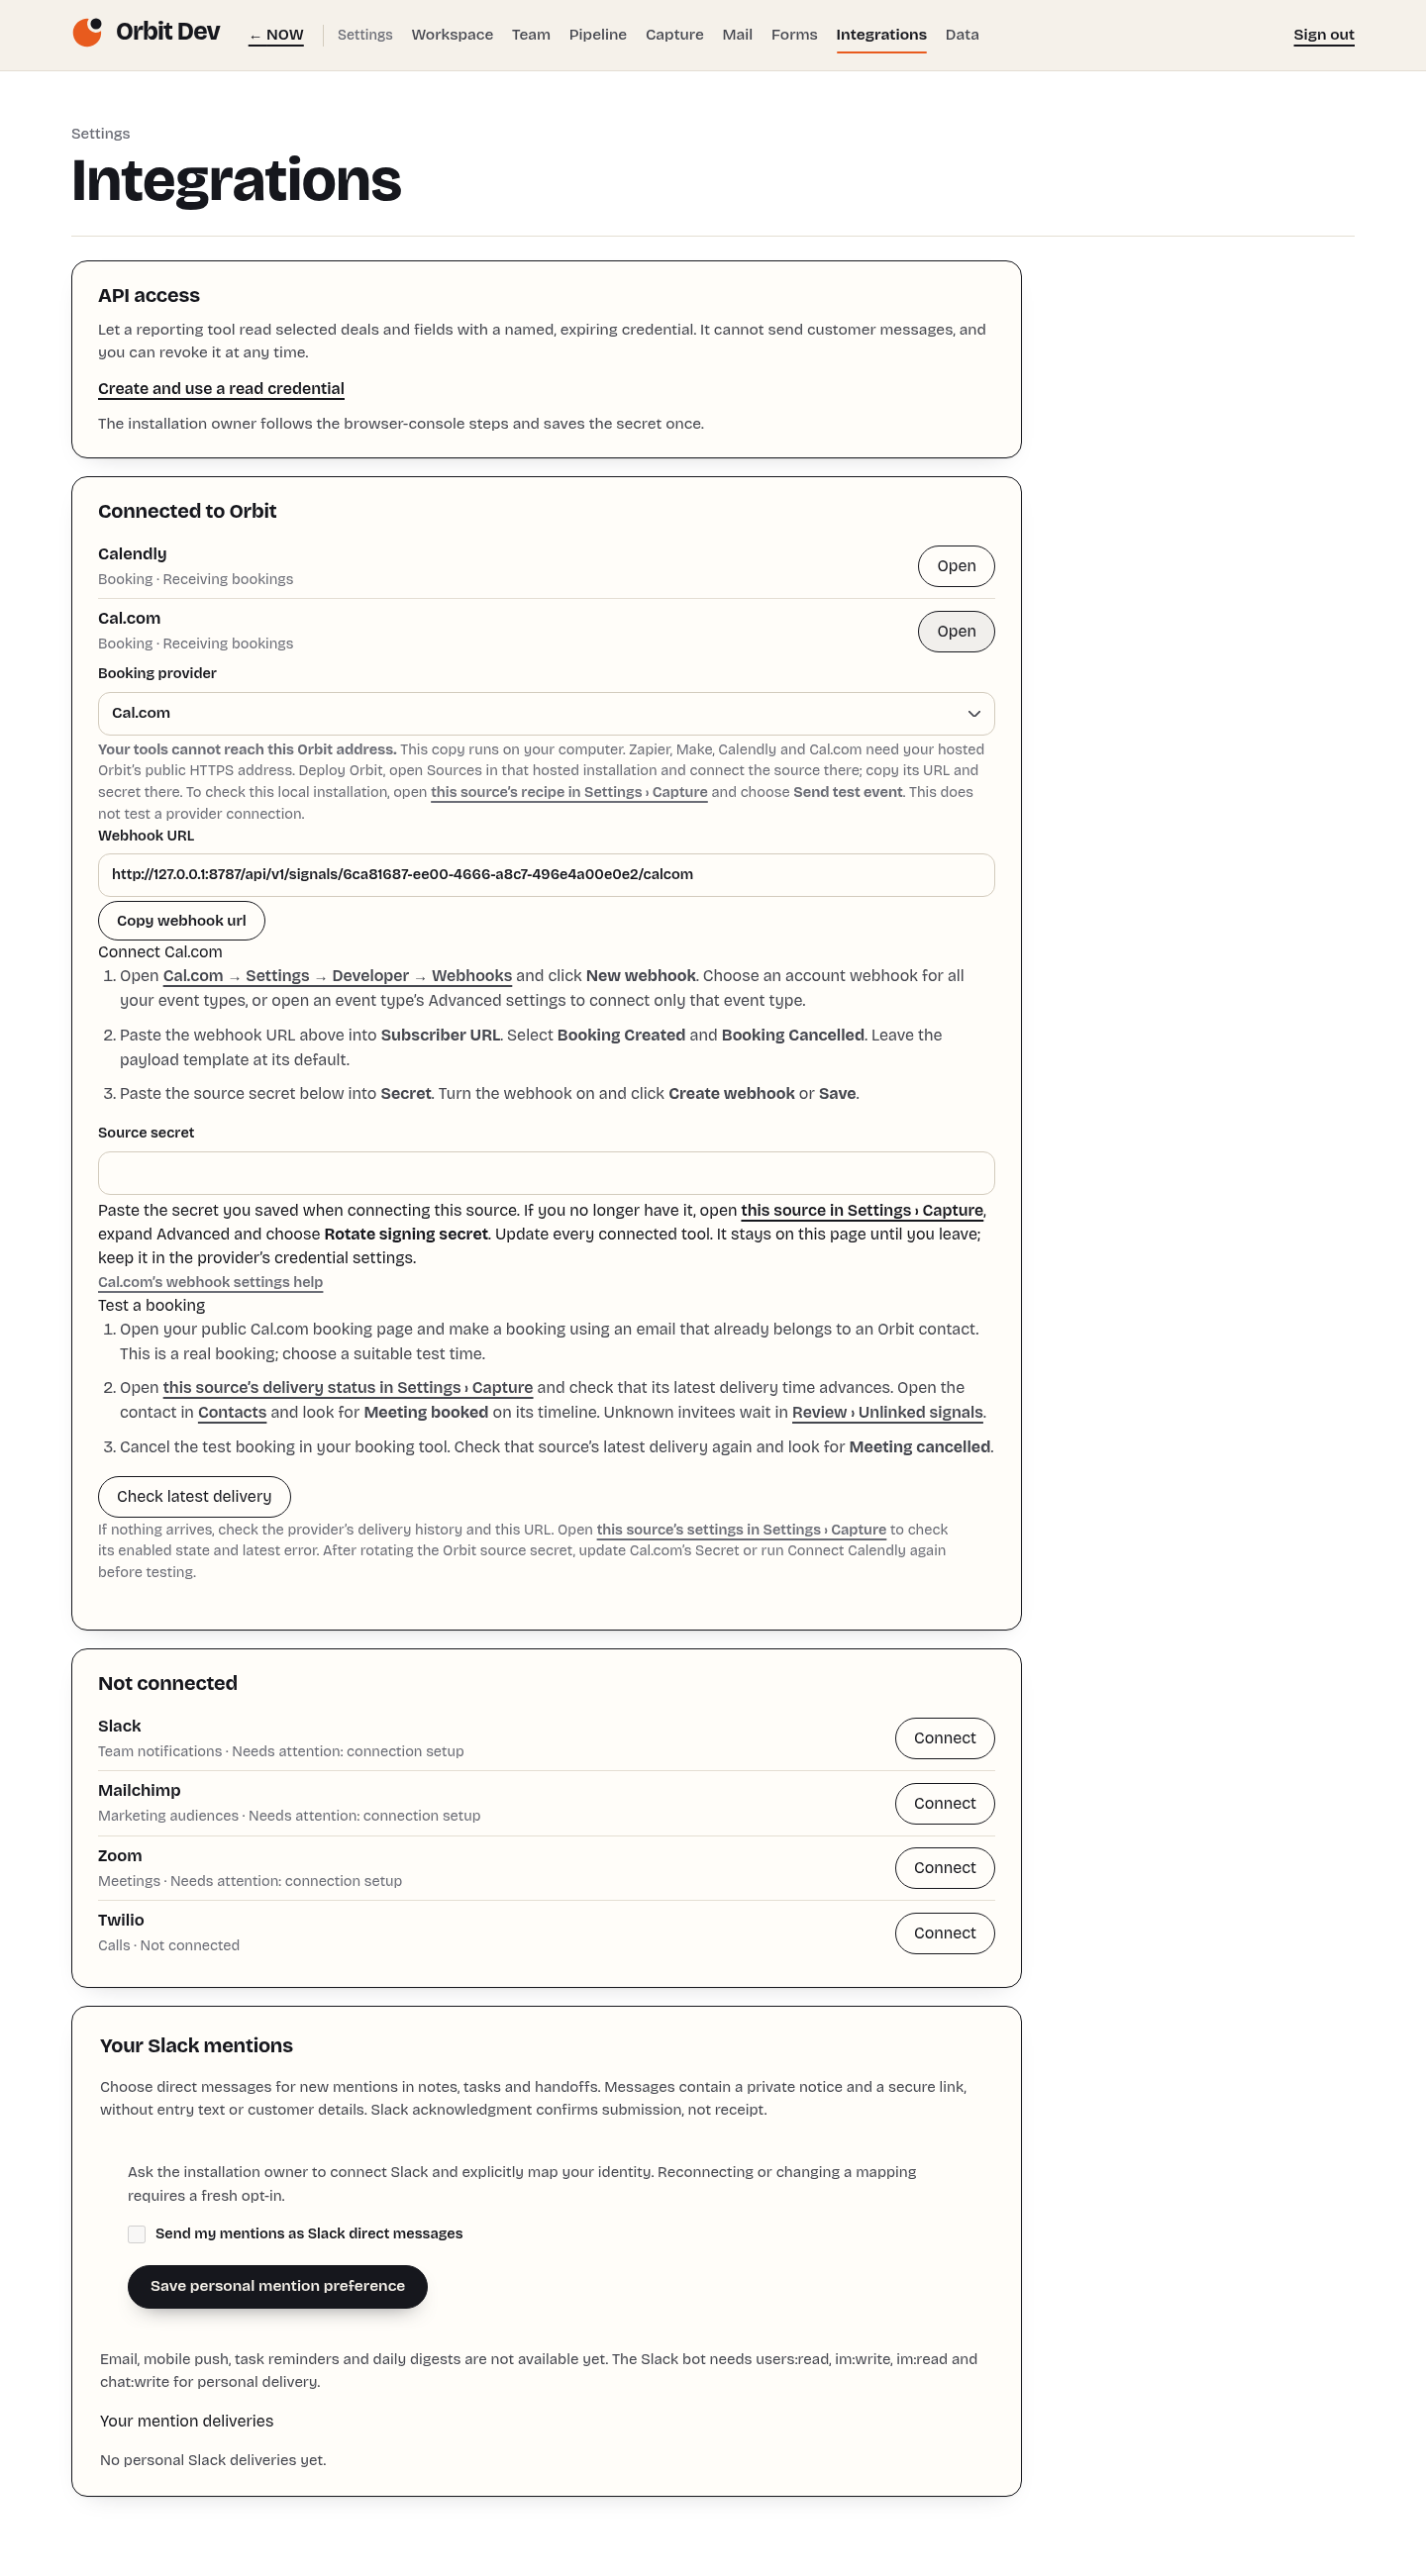 Orbit Dev
← NOW
Settings
Workspace
Team
Pipeline
Capture
Mail
Forms
Integrations
Data
Sign out
Settings
Integrations
API access
Let a reporting tool read selected deals and fields with a named, expiring credential. It cannot send customer messages, and
you can revoke it at any time.
Create and use a read credential
The installation owner follows the browser-console steps and saves the secret once.
Connected to Orbit
Calendly
Booking · Receiving bookings
Open
Cal.com
Booking · Receiving bookings
Open
Booking provider
Cal.com
Your tools cannot reach this Orbit address. This copy runs on your computer. Zapier, Make, Calendly and Cal.com need your hosted
Orbit’s public HTTPS address. Deploy Orbit, open Sources in that hosted installation and connect the source there; copy its URL and
secret there. To check this local installation, open this source’s recipe in Settings › Capture and choose Send test event. This does
not test a provider connection.
Webhook URL
http://127.0.0.1:8787/api/v1/signals/6ca81687-ee00-4666-a8c7-496e4a00e0e2/calcom
Copy webhook url
Connect Cal.com
1. Open Cal.com → Settings → Developer → Webhooks and click New webhook. Choose an account webhook for all
your event types, or open an event type’s Advanced settings to connect only that event type.
2. Paste the webhook URL above into Subscriber URL. Select Booking Created and Booking Cancelled. Leave the
payload template at its default.
3. Paste the source secret below into Secret. Turn the webhook on and click Create webhook or Save.
Source secret
Paste the secret you saved when connecting this source. If you no longer have it, open this source in Settings › Capture,
expand Advanced and choose Rotate signing secret. Update every connected tool. It stays on this page until you leave;
keep it in the provider’s credential settings.
Cal.com’s webhook settings help
Test a booking
1. Open your public Cal.com booking page and make a booking using an email that already belongs to an Orbit contact.
This is a real booking; choose a suitable test time.
2. Open this source’s delivery status in Settings › Capture and check that its latest delivery time advances. Open the
contact in Contacts and look for Meeting booked on its timeline. Unknown invitees wait in Review › Unlinked signals.
3. Cancel the test booking in your booking tool. Check that source’s latest delivery again and look for Meeting cancelled.
Check latest delivery
If nothing arrives, check the provider’s delivery history and this URL. Open this source’s settings in Settings › Capture to check
its enabled state and latest error. After rotating the Orbit source secret, update Cal.com’s Secret or run Connect Calendly again
before testing.
Not connected
Slack
Team notifications · Needs attention: connection setup
Connect
Mailchimp
Marketing audiences · Needs attention: connection setup
Connect
Zoom
Meetings · Needs attention: connection setup
Connect
Twilio
Calls · Not connected
Connect
Your Slack mentions
Choose direct messages for new mentions in notes, tasks and handoffs. Messages contain a private notice and a secure link,
without entry text or customer details. Slack acknowledgment confirms submission, not receipt.
Ask the installation owner to connect Slack and explicitly map your identity. Reconnecting or changing a mapping
requires a fresh opt-in.
Send my mentions as Slack direct messages
Save personal mention preference
Email, mobile push, task reminders and daily digests are not available yet. The Slack bot needs users:read, im:write, im:read and
chat:write for personal delivery.
Your mention deliveries
No personal Slack deliveries yet.